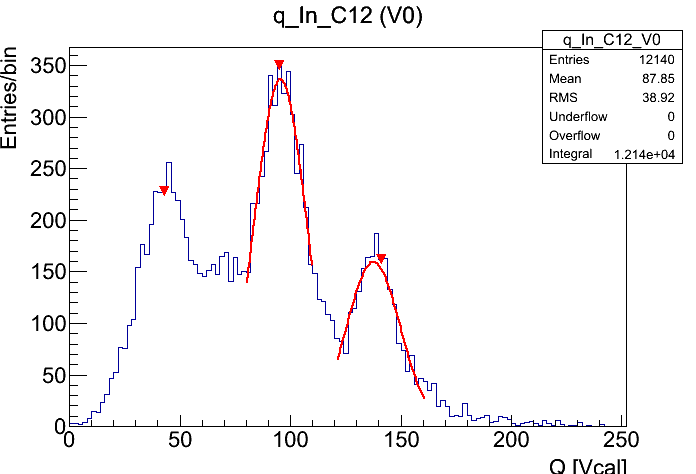 q_In_C12 (V0)
q_In_C12_V0
Entries 12140
Mean 87.85
RMS 38.92
Underflow 0
Overflow 0
Integral 1.214e+04
Entries/bin
350
300
250
200
150
100
50
0
0 50 100 150 200 250
Q [Vcal]